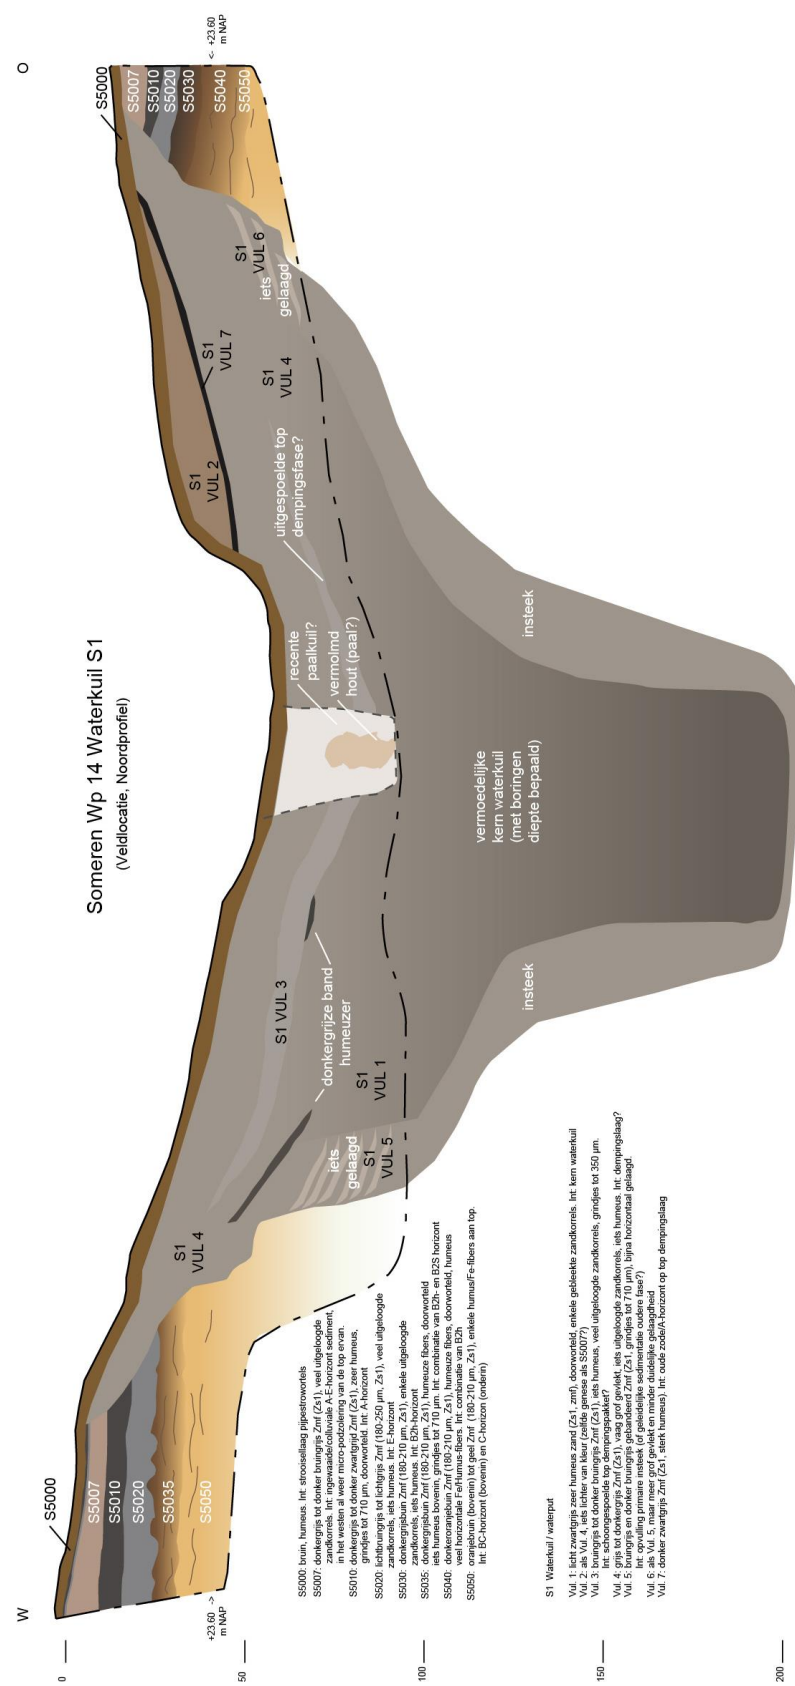 Someren Wp 14 Waterkuil S1
(Veldlocatie, Noordprofiel)
W
O
S5000
S5007
S5010
S5020
S5035
S5050
+23.60 ->
m NAP
S1
VUL 4
iets
gelaagd
S1
VUL 5
S1
VUL 1
donkergrijze band
humeuzer
S1 VUL 3
insteek
vermoedelijke
kern waterkuil
(met boringen
diepte bepaald)
recente
paalkuil?
vermolmd
hout (paal?)
insteek
uitgespoelde top
dempingsfase?
S1
VUL 2
S1
VUL 7
S1
VUL 4
S1
VUL 6
iets
gelaagd
S5000
S5007
S5010
S5020
S5030
S5040
S5050
<- +23.60
m NAP
0
50
100
150
200
S5000: bruin, humeus. Int: strooisellaag pijpestrowortels
S5007: donkergrijs tot donker bruingrijs Zmf (Zs1), veel uitgeloogde
zandkorrels. Int: ingewaaide/colluviale A-E-horizont sediment,
in het westen al weer micro-podzolering van de top ervan.
S5010: donkergrijs tot donker zwartgrijd Zmf (Zs1), zeer humeus,
grindjes tot 710 µm, doorworteld. Int: A-horizont
S5020: lichtbruingrijs tot lichtgrijs Zmf (180-250 µm, Zs1), veel uitgeloogde
zandkorrels, iets humeus. Int: E-horizont
S5030: donkergrijsbuin Zmf (180-210 µm, Zs1), enkele uitgeloogde
zandkorrels, iets humeus. Int: B2h-horizont
S5035: donkergrijsbuin Zmf (180-210 µm, Zs1), humeuze fibers, doorworteld
iets humeus bovenin, grindjes tot 710 µm. Int: combinatie van B2h- en B2S horizont
S5040: donkeroranjebuin Zmf (180-210 µm, Zs1), humeuze fibers, doorworteld, humeus
veel horizontale Fe/Humus-fibers. Int: combinatie van B2h
S5050: oranjebruin (bovenin) tot geel Zmf (180-210 µm, Zs1), enkele humus/Fe-fibers aan top.
Int: BC-horizont (bovenin) en C-horizon (onderin)
S1 Waterkuil / waterput
Vul. 1: licht zwartgrijs zeer humeus zand (Zs1, zmf), doorworteld, enkele gebleekte zandkorrels. Int: kern waterkuil
Vul. 2: als Vul. 4, iets lichter van kleur (zelfde genese als S5007?)
Vul. 3: bruingrijs tot donker bruingrijs Zmf (Zs1), iets humeus, veel uitgeloogde zandkorrels, grindjes tot 350 µm.
Int: schoongespoelde top dempingspakket?
Vul. 4: grijs tot donkergrijs Zmf (Zs1), vaag grof gevlekt, iets uitgeloogde zandkorrels, iets humeus. Int: dempingslaag?
Vul. 5: bruingrijs en donker bruingrijs gebandeerd Zmf (Zs1, grindjes tot 710 µm), bijna horizontaal gelaagd.
Int: opvulling primaire insteek (of geleidelijke sedimentatie oudere fase?)
Vul. 6: als Vul. 5, maar meer grof gevlekt en minder duidelijke gelaagdheid
Vul. 7: donker zwartgrijs Zmf (Zs1, sterk humeus). Int: oude zode/A-horizont op top dempingslaag